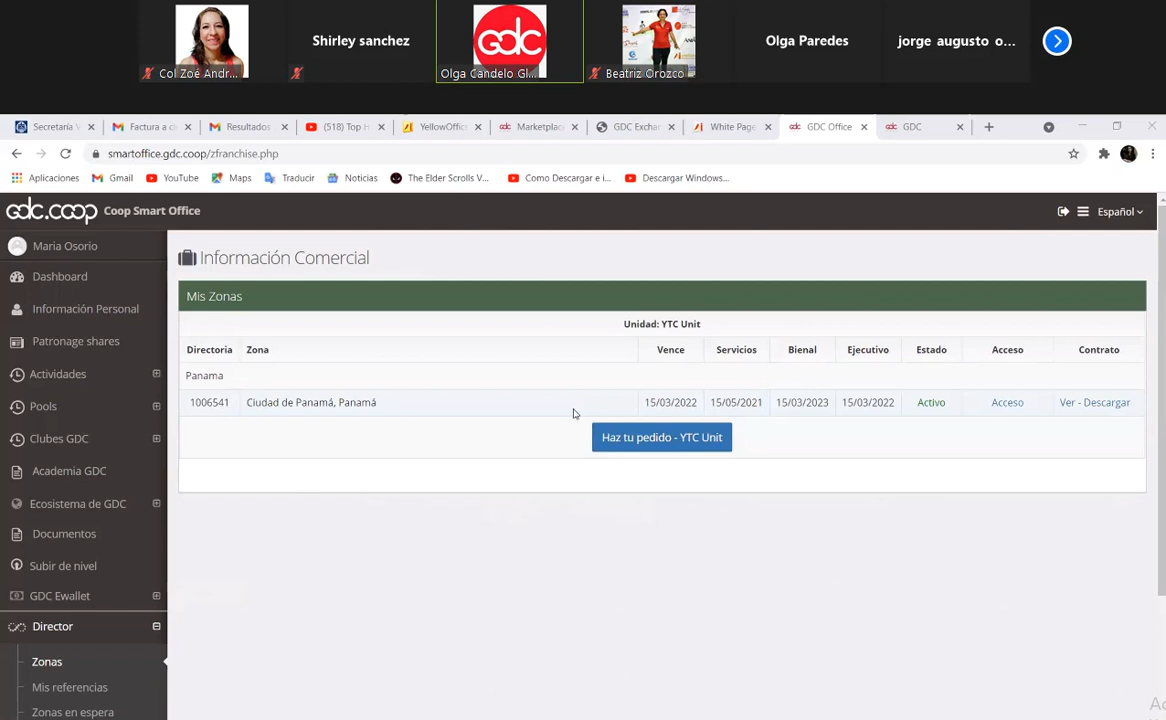 Shirley sanchez
Olga Paredes
jorge augusto o...
gdc
Col Zoé Andr...
Olga Candelo Gl...
Beatriz Orozco
Secretaría V
Factura a cli
Resultados
(518) Top H
YellowOffic
Marketplac
GDC Exchan
White Page
GDC Office
GDC
smartoffice.gdc.coop/zfranchise.php
Aplicaciones
Gmail
YouTube
Maps
Traducir
Noticias
The Elder Scrolls V...
Como Descargar e i...
Descargar Windows...
gdc.coop Coop Smart Office
Español
Maria Osorio
Dashboard
Información Personal
Patronage shares
Actividades
Pools
Clubes GDC
Academia GDC
Ecosistema de GDC
Documentos
Subir de nivel
GDC Ewallet
Director
Zonas
Mis referencias
Zonas en espera
Información Comercial
Mis Zonas
Unidad: YTC Unit
Directoria Zona Vence Servicios Bienal Ejecutivo Estado Acceso Contrato
Panama
1006541 Ciudad de Panamá, Panamá 15/03/2022 15/05/2021 15/03/2023 15/03/2022 Activo Acceso Ver - Descargar
Haz tu pedido - YTC Unit